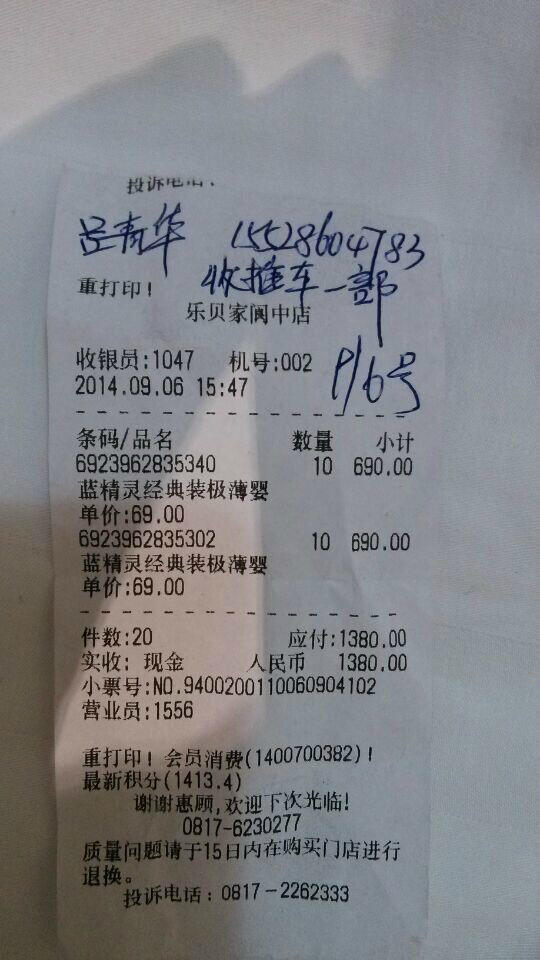 投诉电话：
吕青华 15528604783
收推车一部
重打印！
乐贝家阆中店
收银员:1047 机号:002
9/6号
2014.09.06 15:47
条码/品名 数量 小计
6923962835340 10 690.00
蓝精灵经典装极薄婴
单价:69.00
6923962835302 10 690.00
蓝精灵经典装极薄婴
单价:69.00
件数:20 应付:1380.00
实收: 现金 人民币 1380.00
小票号:NO.9400200110060904102
营业员:1556
重打印! 会员消费(1400700382)!
最新积分(1413.4)
谢谢惠顾,欢迎下次光临!
0817-6230277
质量问题请于15日内在购买门店进行
退换。
投诉电话：0817-2262333